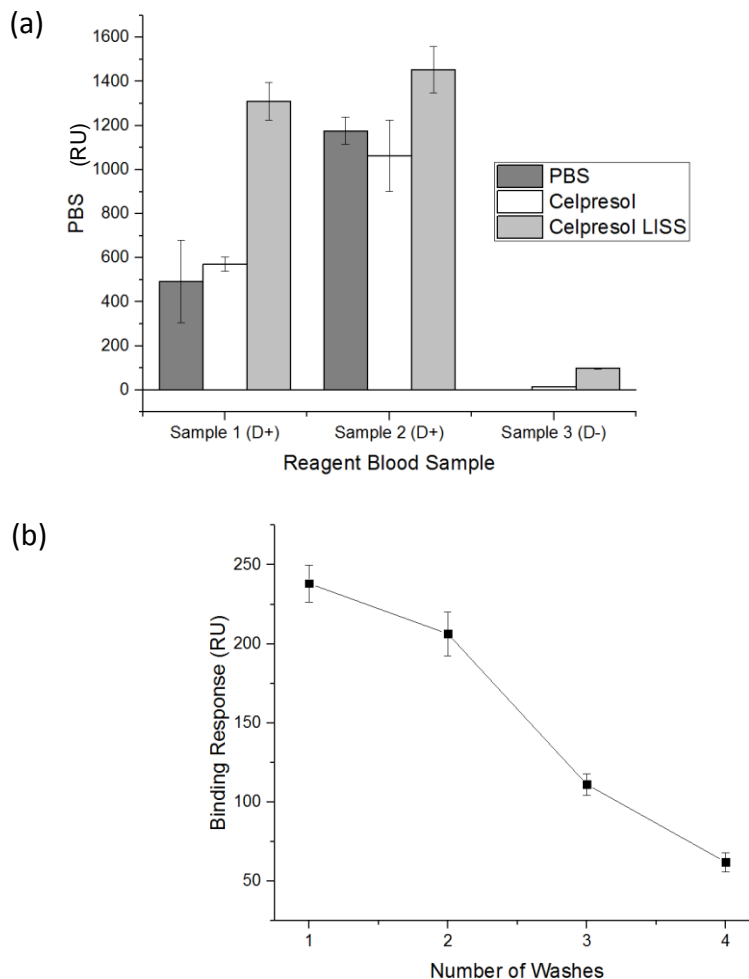 (a)
1600
1400
1200
1000
800
600
400
200
0
PBS (RU)
PBS
Celpresol
Celpresol LISS
Sample 1 (D+) Sample 2 (D+) Sample 3 (D-)
Reagent Blood Sample
(b)
250
200
150
100
50
Binding Response (RU)
1 2 3 4
Number of Washes